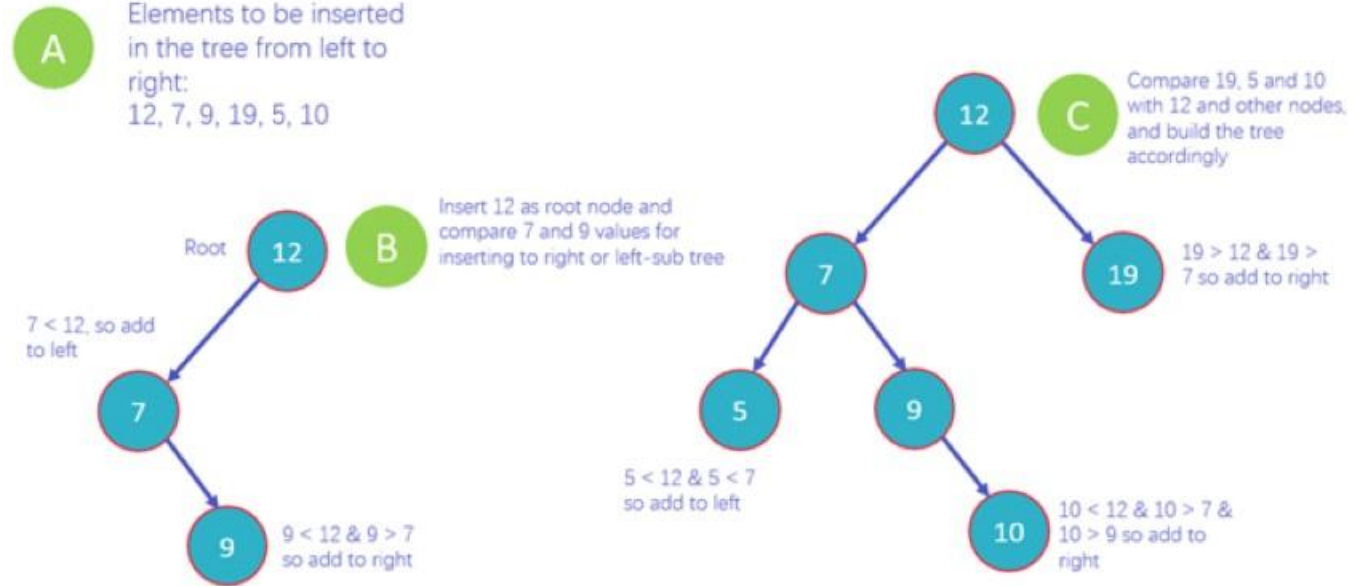 A
Elements to be inserted
in the tree from left to
right:
12, 7, 9, 19, 5, 10
Root
12
B
Insert 12 as root node and
compare 7 and 9 values for
inserting to right or left-sub tree
7 < 12, so add
to left
7
9
9 < 12 & 9 > 7
so add to right
12
C
Compare 19, 5 and 10
with 12 and other nodes,
and build the tree
accordingly
7
19
19 > 12 & 19 >
7 so add to right
5
9
5 < 12 & 5 < 7
so add to left
10
10 < 12 & 10 > 7 &
10 > 9 so add to
right